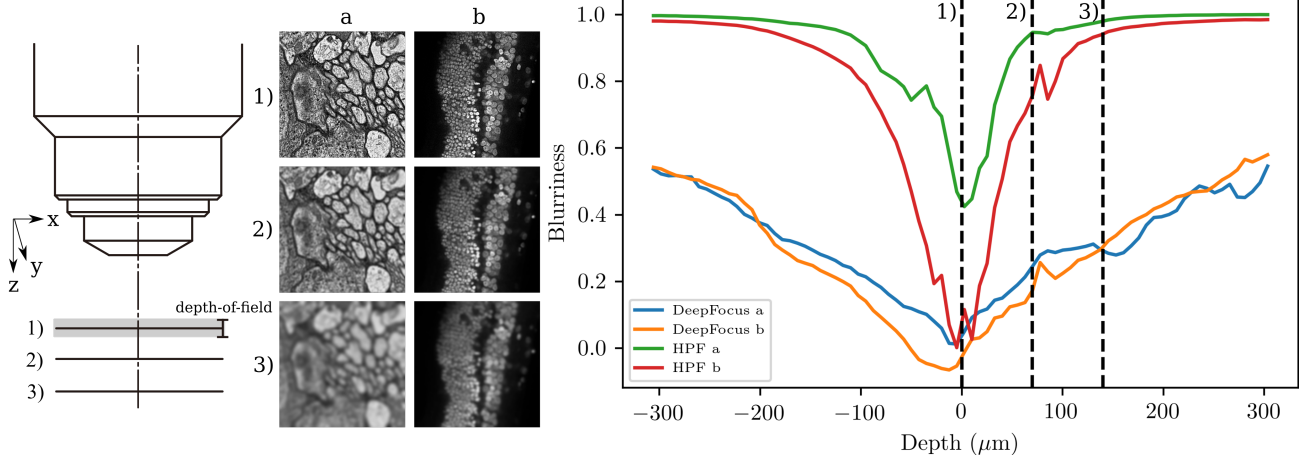 a b
1)
2)
3)
x
y
z
depth-of-field
1)
2)
3)
1) 2) 3)
1.0
0.8
0.6
0.4
0.2
0.0
Blurriness
DeepFocus a
DeepFocus b
HPF a
HPF b
−300 −200 −100 0 100 200 300
Depth (μm)